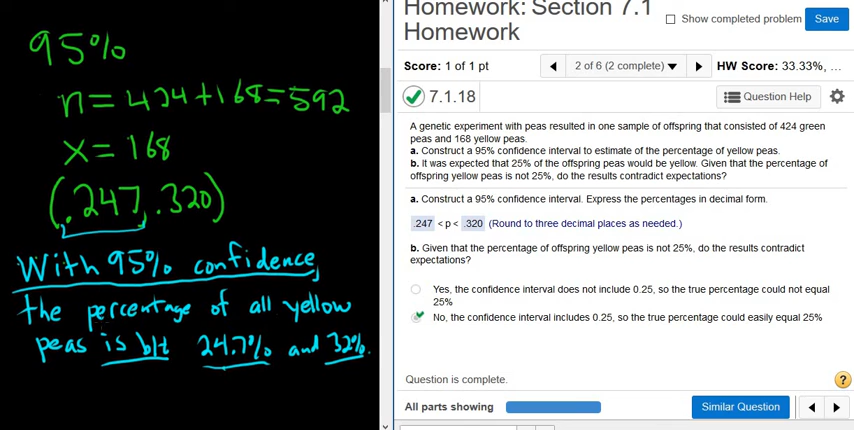 95%
n = 424 + 168 = 592
x = 168
(.247, .320)
With 95% confidence,
the percentage of all yellow
peas is b/t 24.7% and 32%.
Homework: Section 7.1
Homework
Show completed problem
Save
Score: 1 of 1 pt
2 of 6 (2 complete)
HW Score: 33.33%, ...
7.1.18
Question Help
A genetic experiment with peas resulted in one sample of offspring that consisted of 424 green
peas and 168 yellow peas.
a. Construct a 95% confidence interval to estimate of the percentage of yellow peas.
b. It was expected that 25% of the offspring peas would be yellow. Given that the percentage of
offspring yellow peas is not 25%, do the results contradict expectations?
a. Construct a 95% confidence interval. Express the percentages in decimal form.
.247 < p < .320 (Round to three decimal places as needed.)
b. Given that the percentage of offspring yellow peas is not 25%, do the results contradict
expectations?
Yes, the confidence interval does not include 0.25, so the true percentage could not equal
25%
No, the confidence interval includes 0.25, so the true percentage could easily equal 25%
Question is complete.
?
All parts showing
Similar Question